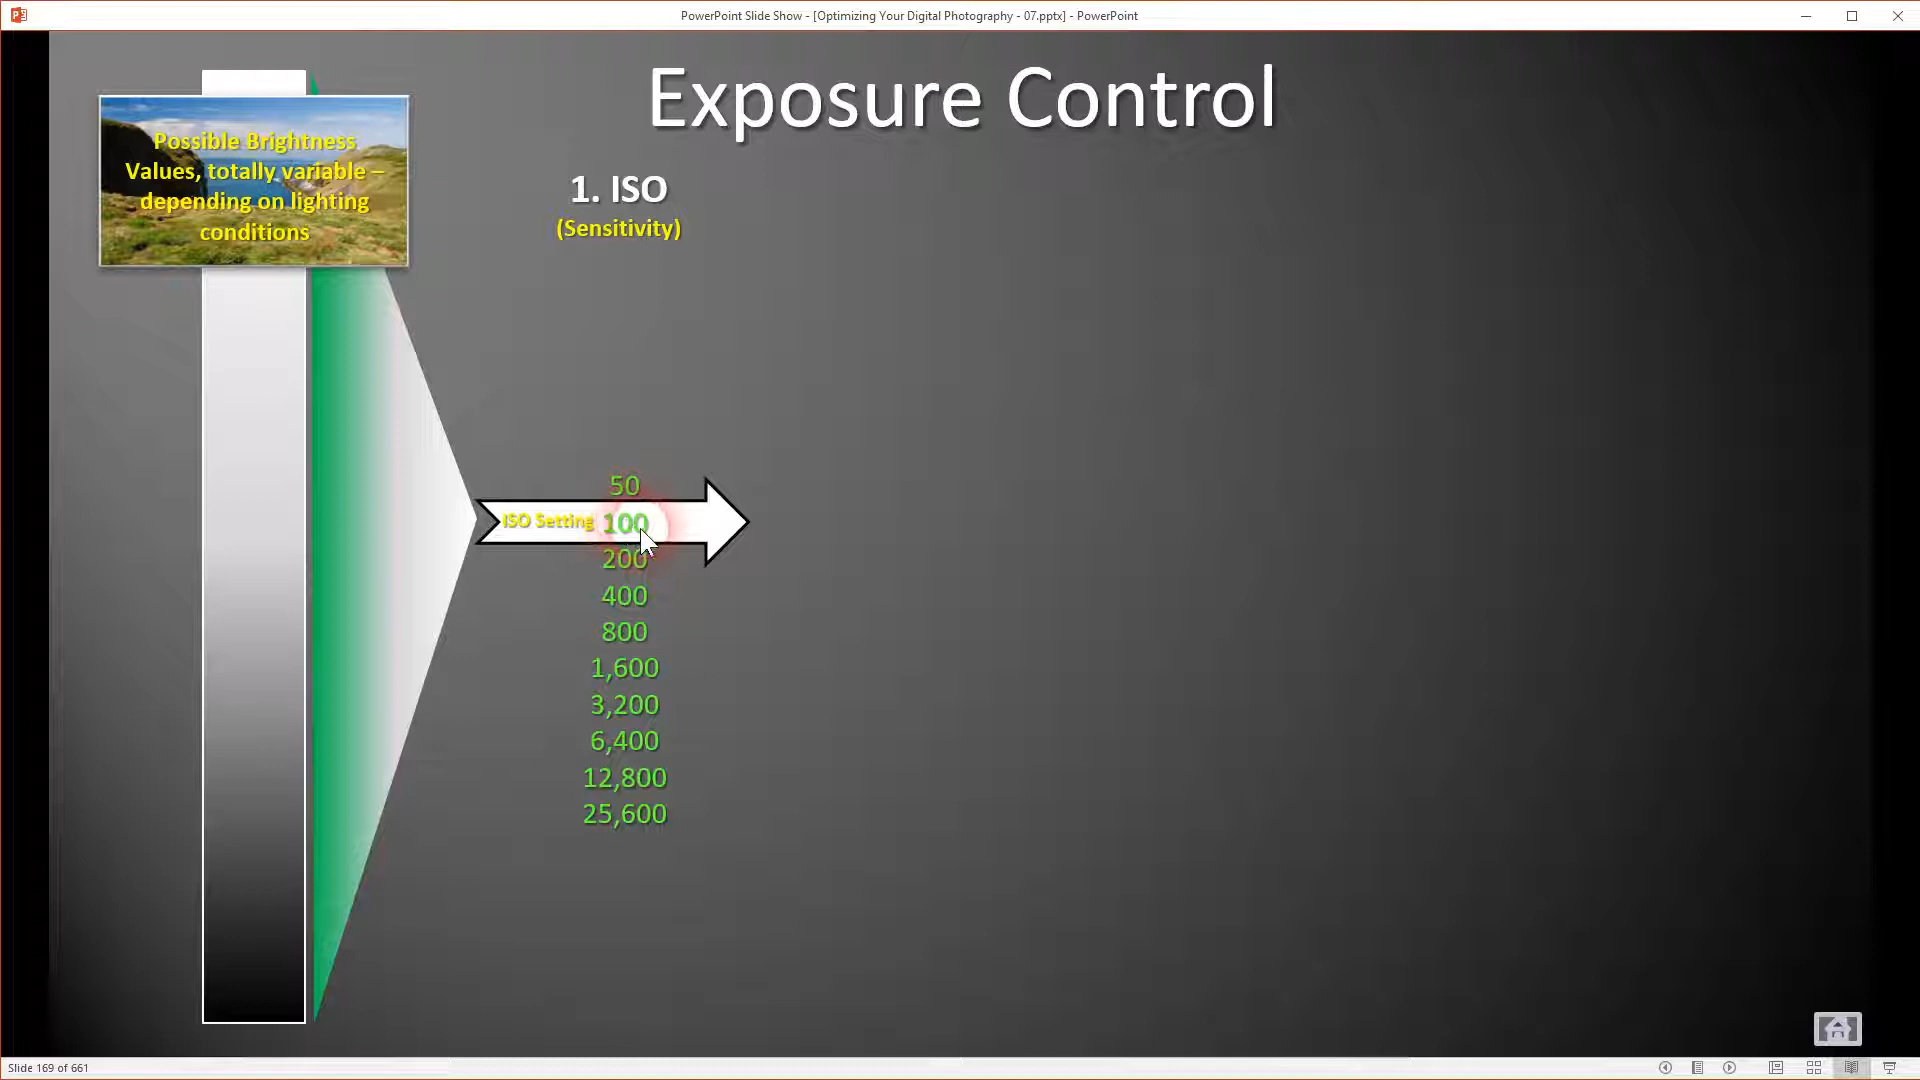 PowerPoint Slide Show - [Optimizing Your Digital Photography - 07.pptx] - PowerPoint
Exposure Control
Possible Brightness
Values, totally variable –
depending on lighting
conditions
1. ISO
(Sensitivity)
50
ISO Setting 100
200
400
800
1,600
3,200
6,400
12,800
25,600
Slide 169 of 661